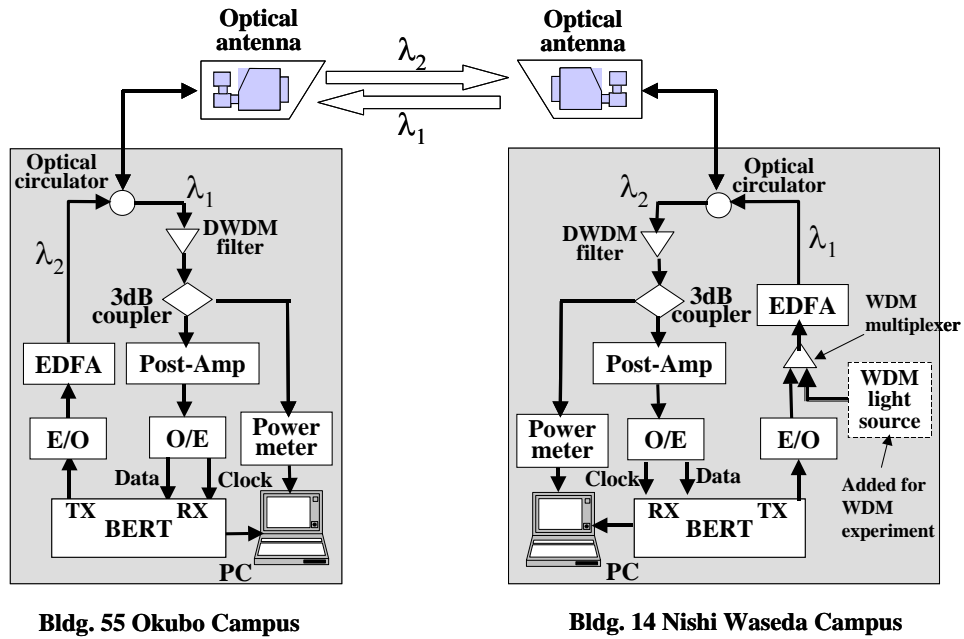 Optical
antenna
Optical
antenna
λ2
λ1
Optical
circulator
λ1
DWDM
filter
λ2
3dB
coupler
EDFA
Post-Amp
E/O
O/E
Power
meter
Data
Clock
TX
RX
BERT
PC
Bldg. 55 Okubo Campus
λ2
Optical
circulator
DWDM
filter
λ1
3dB
coupler
EDFA
WDM
multiplexer
Post-Amp
WDM
light
source
Power
meter
O/E
E/O
Clock
Data
Added for
WDM
experiment
RX
TX
BERT
PC
Bldg. 14 Nishi Waseda Campus